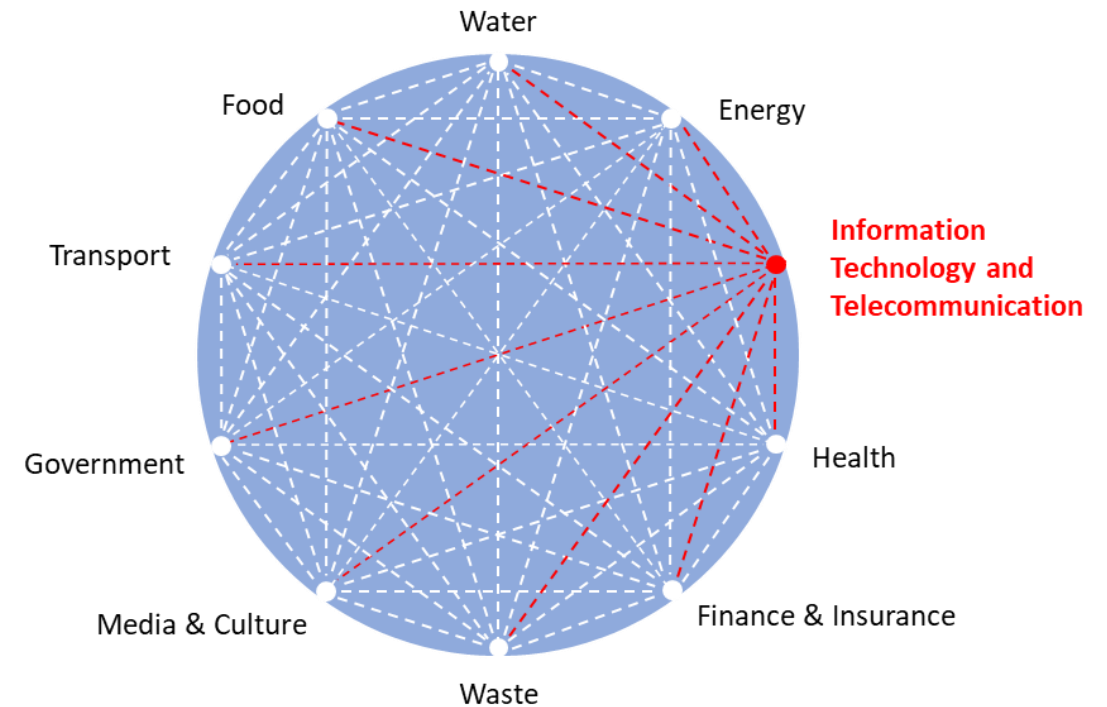 Water
Food
Energy
Information
Technology and
Telecommunication
Transport
Government
Health
Media & Culture
Finance & Insurance
Waste